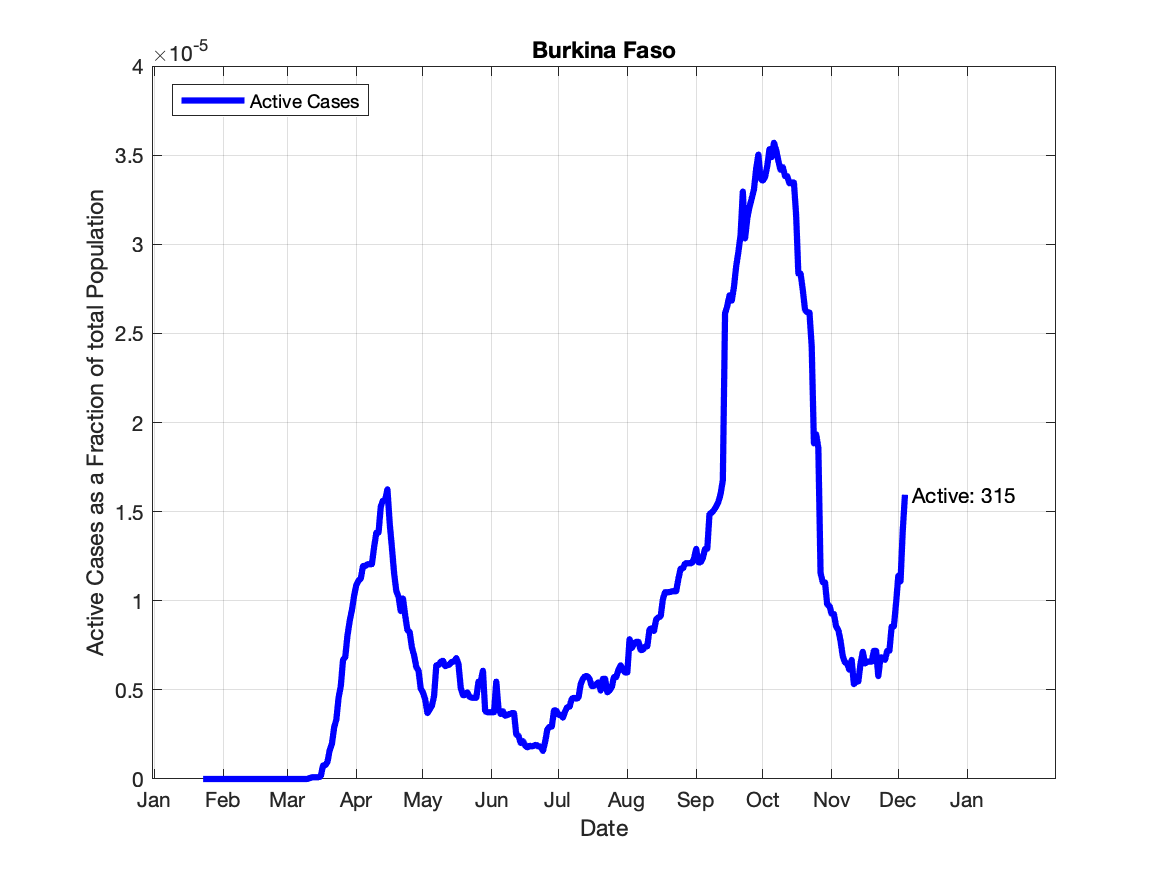 Burkina Faso
×10-5
Active Cases
Active Cases as a Fraction of total Population
4
3.5
3
2.5
2
1.5
1
0.5
0
Active: 315
Jan Feb Mar Apr May Jun Jul Aug Sep Oct Nov Dec Jan
Date